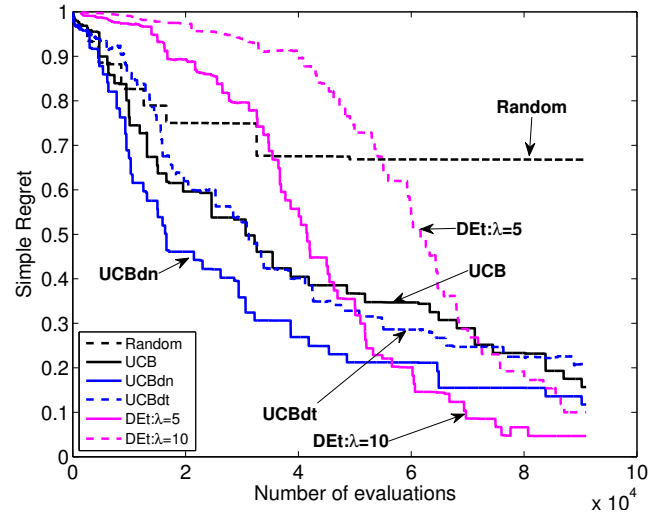 1
0.9
0.8
0.7
0.6
0.5
0.4
0.3
0.2
0.1
0
Simple Regret
Random
DEt:λ=5
UCB
UCBdn
UCBdt
DEt:λ=10
Random
UCB
UCBdn
UCBdt
DEt:λ=5
DEt:λ=10
0
2
4
6
8
10
Number of evaluations
x 10^4